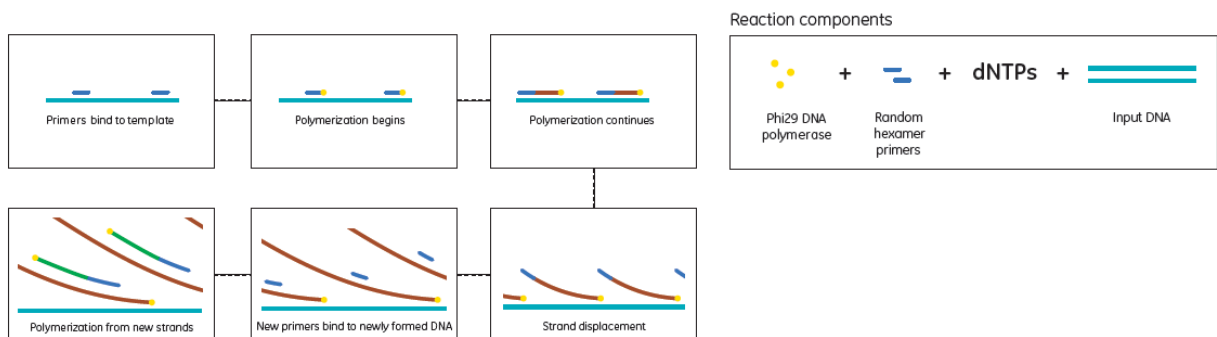 Reaction components
Primers bind to template
Polymerization begins
Polymerization continues
+ + dNTPs +
Phi29 DNA
polymerase
Random
hexamer
primers
Input DNA
Polymerization from new strands
New primers bind to newly formed DNA
Strand displacement